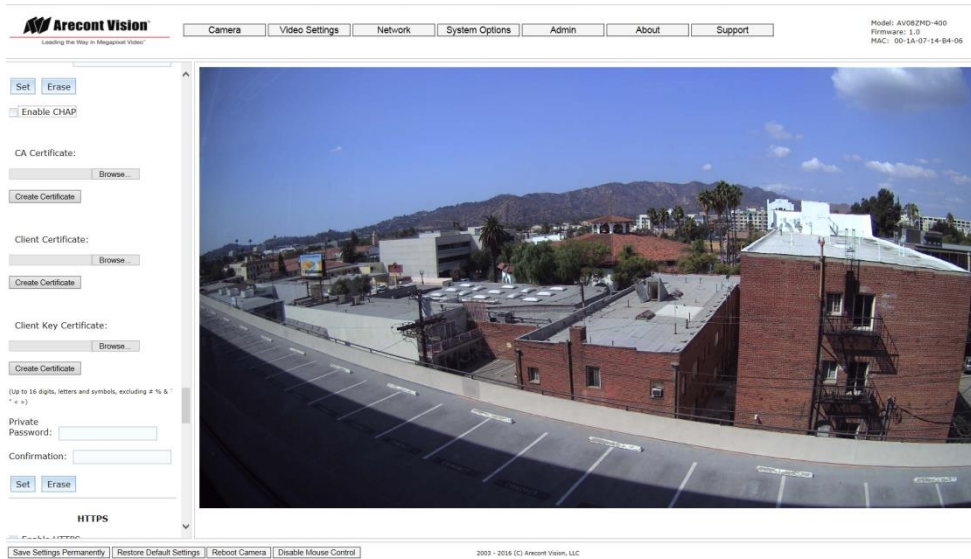 Arecont Vision
Leading the Way in Megapixel Video
Camera
Video Settings
Network
System Options
Admin
About
Support
Model: AV08ZMD-400
Firmware: 1.0
MAC: 00-1A-07-14-B4-06
Set
Erase
Enable CHAP
CA Certificate:
Browse...
Create Certificate
Client Certificate:
Browse...
Create Certificate
Client Key Certificate:
Browse...
Create Certificate
(Up to 16 digits, letters and symbols, excluding # % & '
" < >)
Private
Password:
Confirmation:
Set
Erase
HTTPS
Enable HTTPS
Save Settings Permanently
Restore Default Settings
Reboot Camera
Disable Mouse Control
2003 - 2016 (C) Arecont Vision, LLC